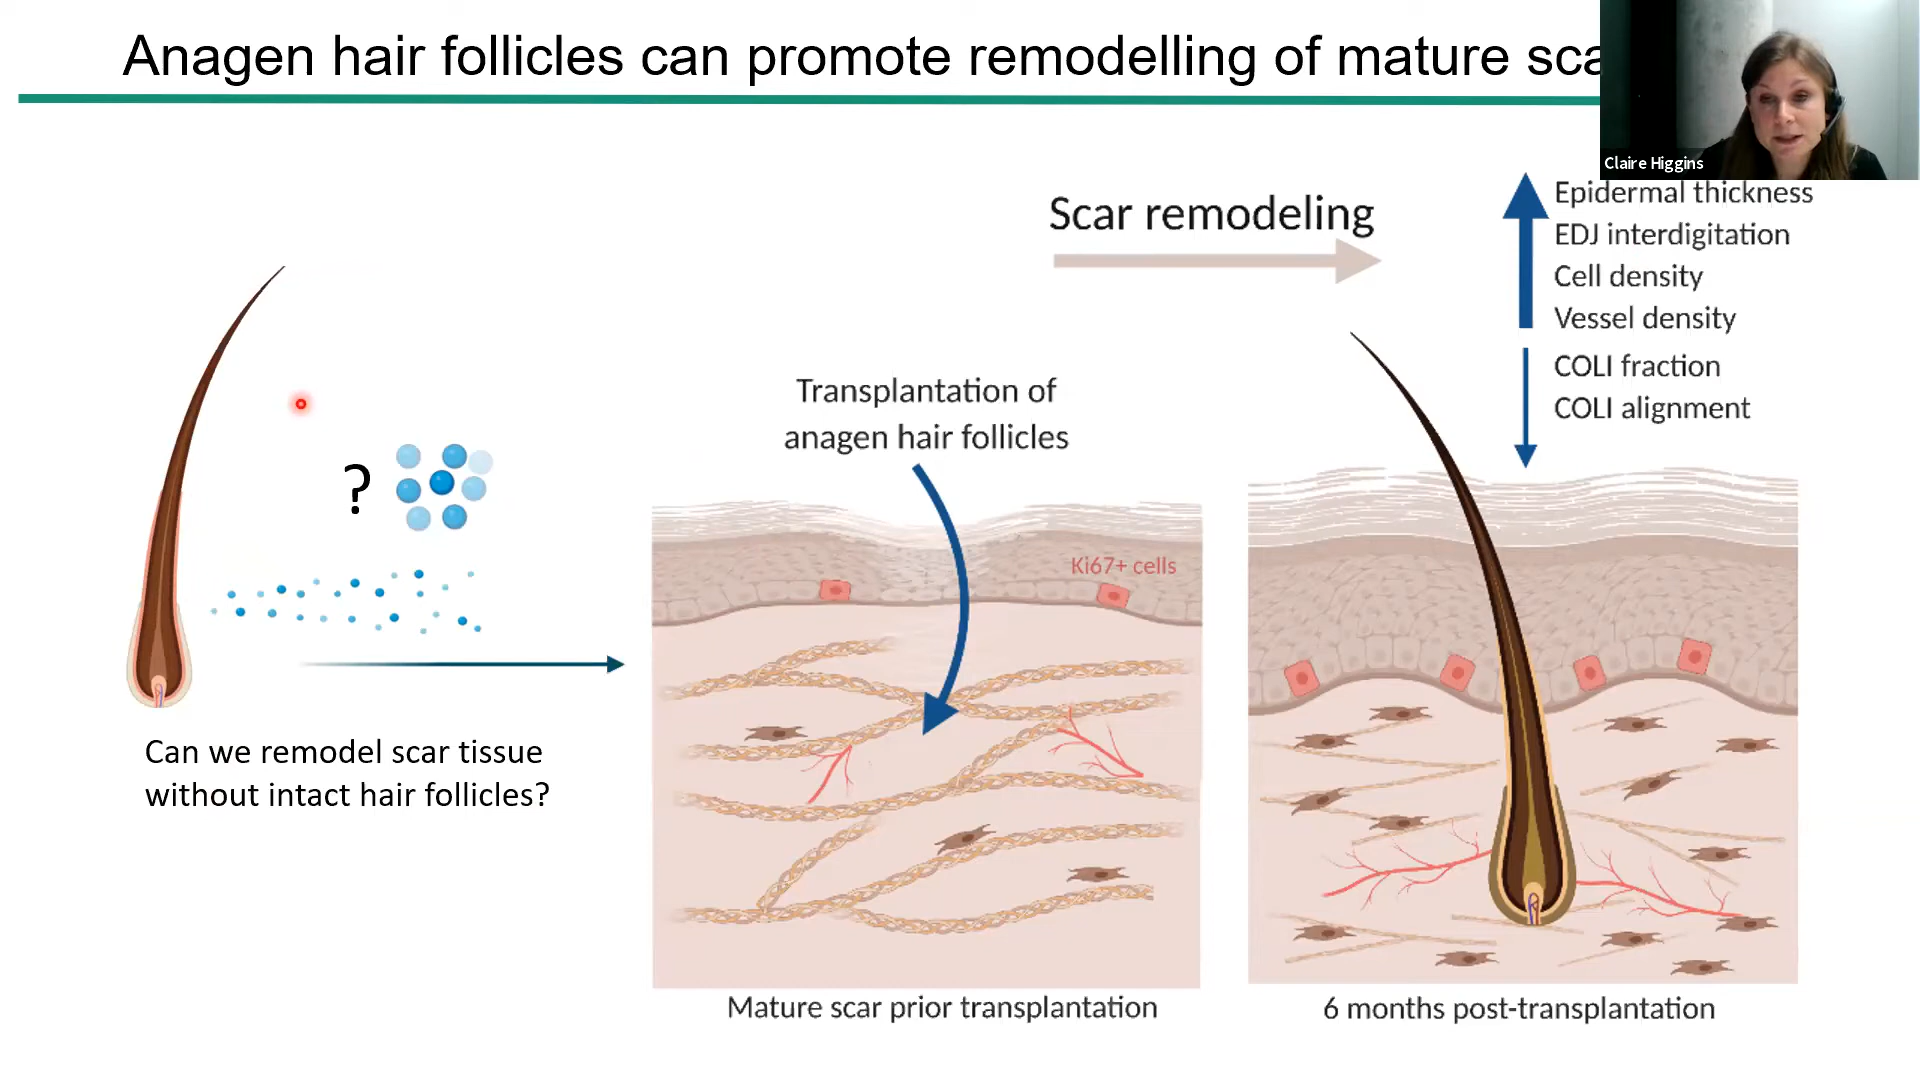 Anagen hair follicles can promote remodelling of mature
Claire Higgins
Scar remodeling
Epidermal thickness
EDJ interdigitation
Cell density
Vessel density
COLI fraction
COLI alignment
Transplantation of
anagen hair follicles
?
Ki67+ cells
Can we remodel scar tissue
without intact hair follicles?
Mature scar prior transplantation
6 months post-transplantation